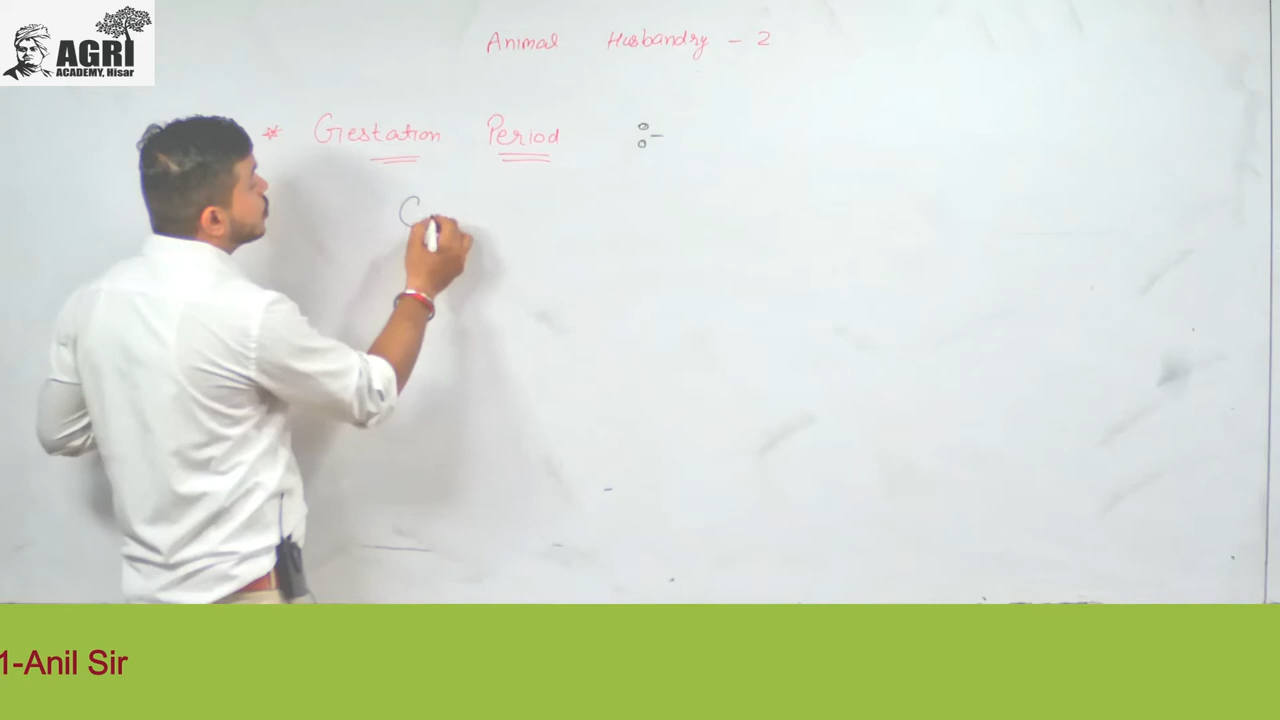 AGRI
ACADEMY, Hisar
Animal Husbandry - 2
* Gestation Period :-
C
1-Anil Sir